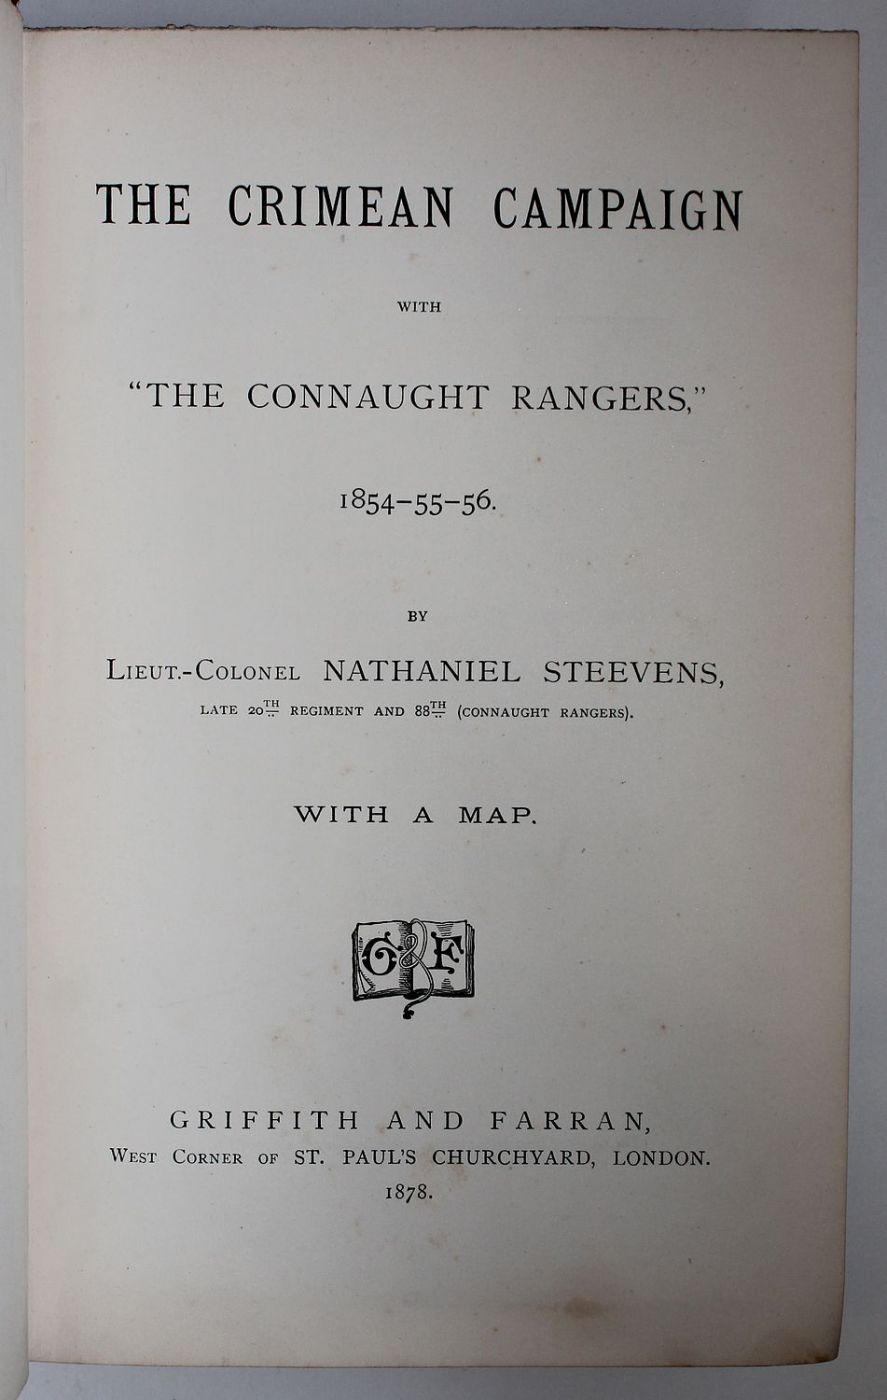 THE CRIMEAN CAMPAIGN
WITH
“THE CONNAUGHT RANGERS,”
1854–55–56.
BY
LIEUT.-COLONEL NATHANIEL STEEVENS,
LATE 20TH REGIMENT AND 88TH (CONNAUGHT RANGERS).
WITH A MAP.
G & F
GRIFFITH AND FARRAN,
WEST CORNER OF ST. PAUL'S CHURCHYARD, LONDON.
1878.